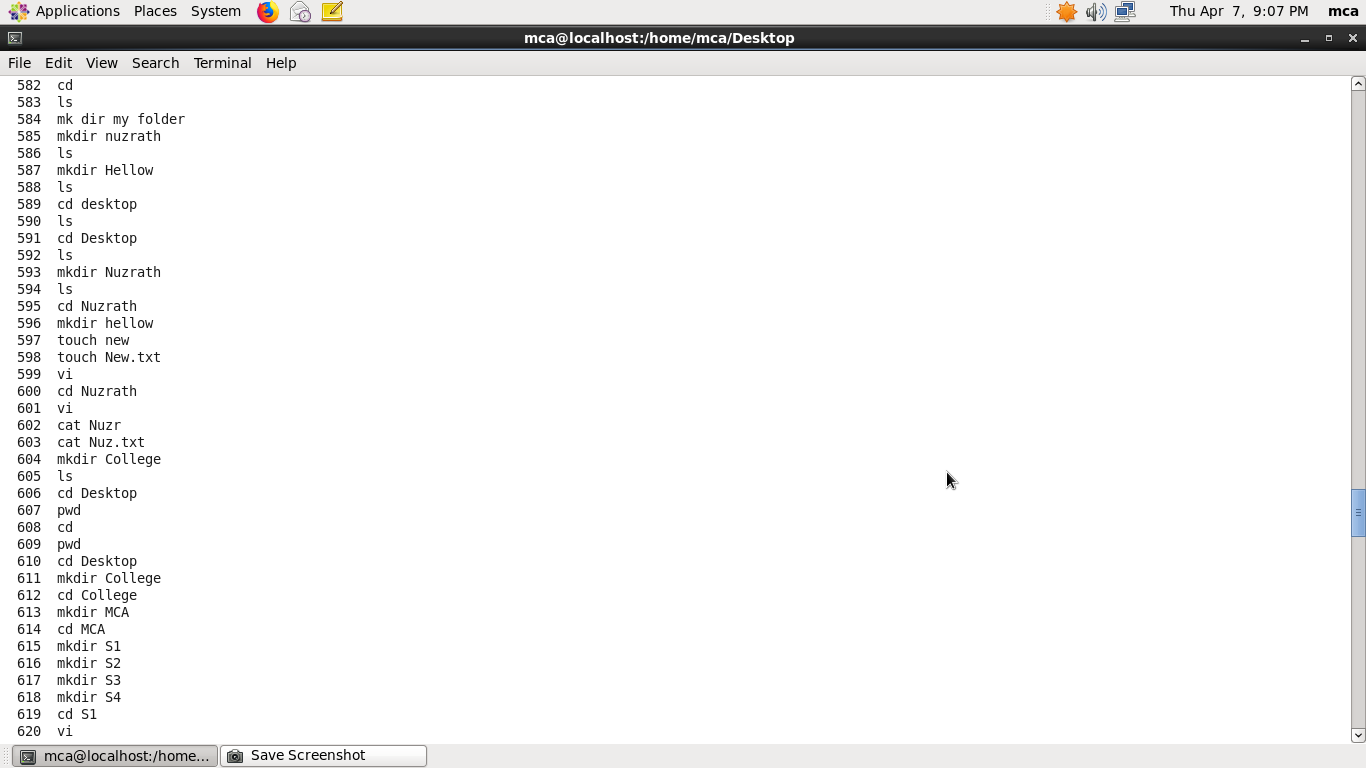 Applications Places System Thu Apr 7, 9:07 PM mca
mca@localhost:/home/mca/Desktop
File Edit View Search Terminal Help
582 cd
583 ls
584 mk dir my folder
585 mkdir nuzrath
586 ls
587 mkdir Hellow
588 ls
589 cd desktop
590 ls
591 cd Desktop
592 ls
593 mkdir Nuzrath
594 ls
595 cd Nuzrath
596 mkdir hellow
597 touch new
598 touch New.txt
599 vi
600 cd Nuzrath
601 vi
602 cat Nuzr
603 cat Nuz.txt
604 mkdir College
605 ls
606 cd Desktop
607 pwd
608 cd
609 pwd
610 cd Desktop
611 mkdir College
612 cd College
613 mkdir MCA
614 cd MCA
615 mkdir S1
616 mkdir S2
617 mkdir S3
618 mkdir S4
619 cd S1
620 vi
mca@localhost:/home... Save Screenshot